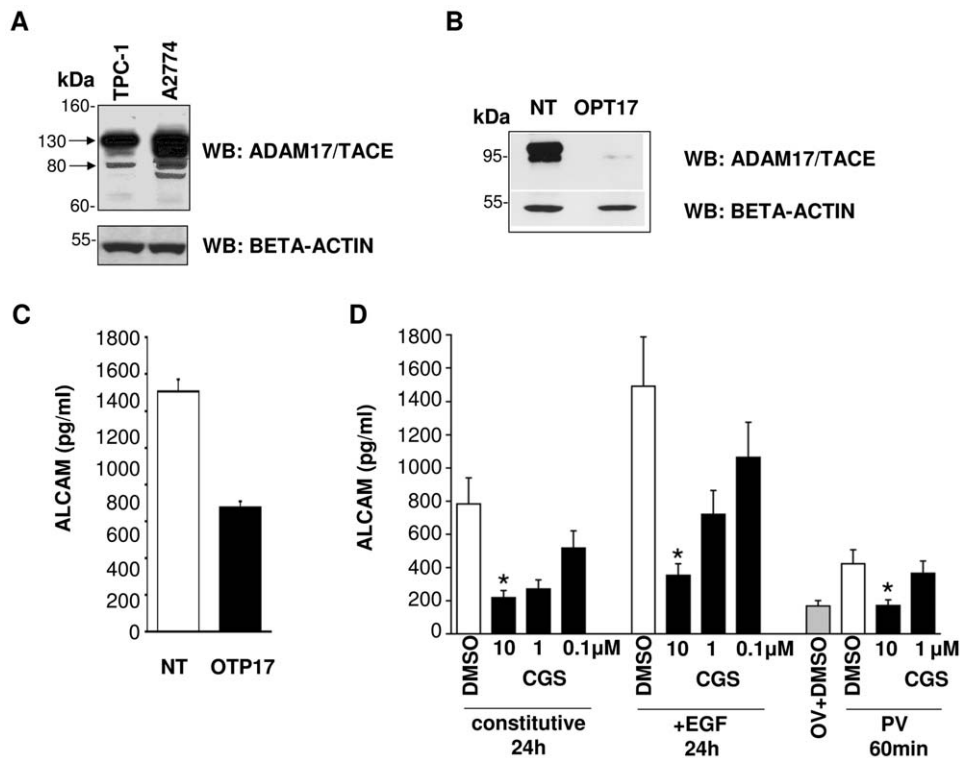 A
TPC-1
A2774
kDa
160-
130
80
60-
WB: ADAM17/TACE
55-
WB: BETA-ACTIN
B
NT OPT17
kDa
95-
WB: ADAM17/TACE
55-
WB: BETA-ACTIN
C
ALCAM (pg/ml)
1800
1600
1400
1200
1000
800
600
400
200
0
NT OTP17
D
ALCAM (pg/ml)
1800
1600
1400
1200
1000
800
600
400
200
0
*
*
*
DMSO
10 1 0.1µM
CGS
constitutive
24h
DMSO
10 1 0.1µM
CGS
+EGF
24h
OV+DMSO
DMSO
10 1 µM
CGS
PV
60min